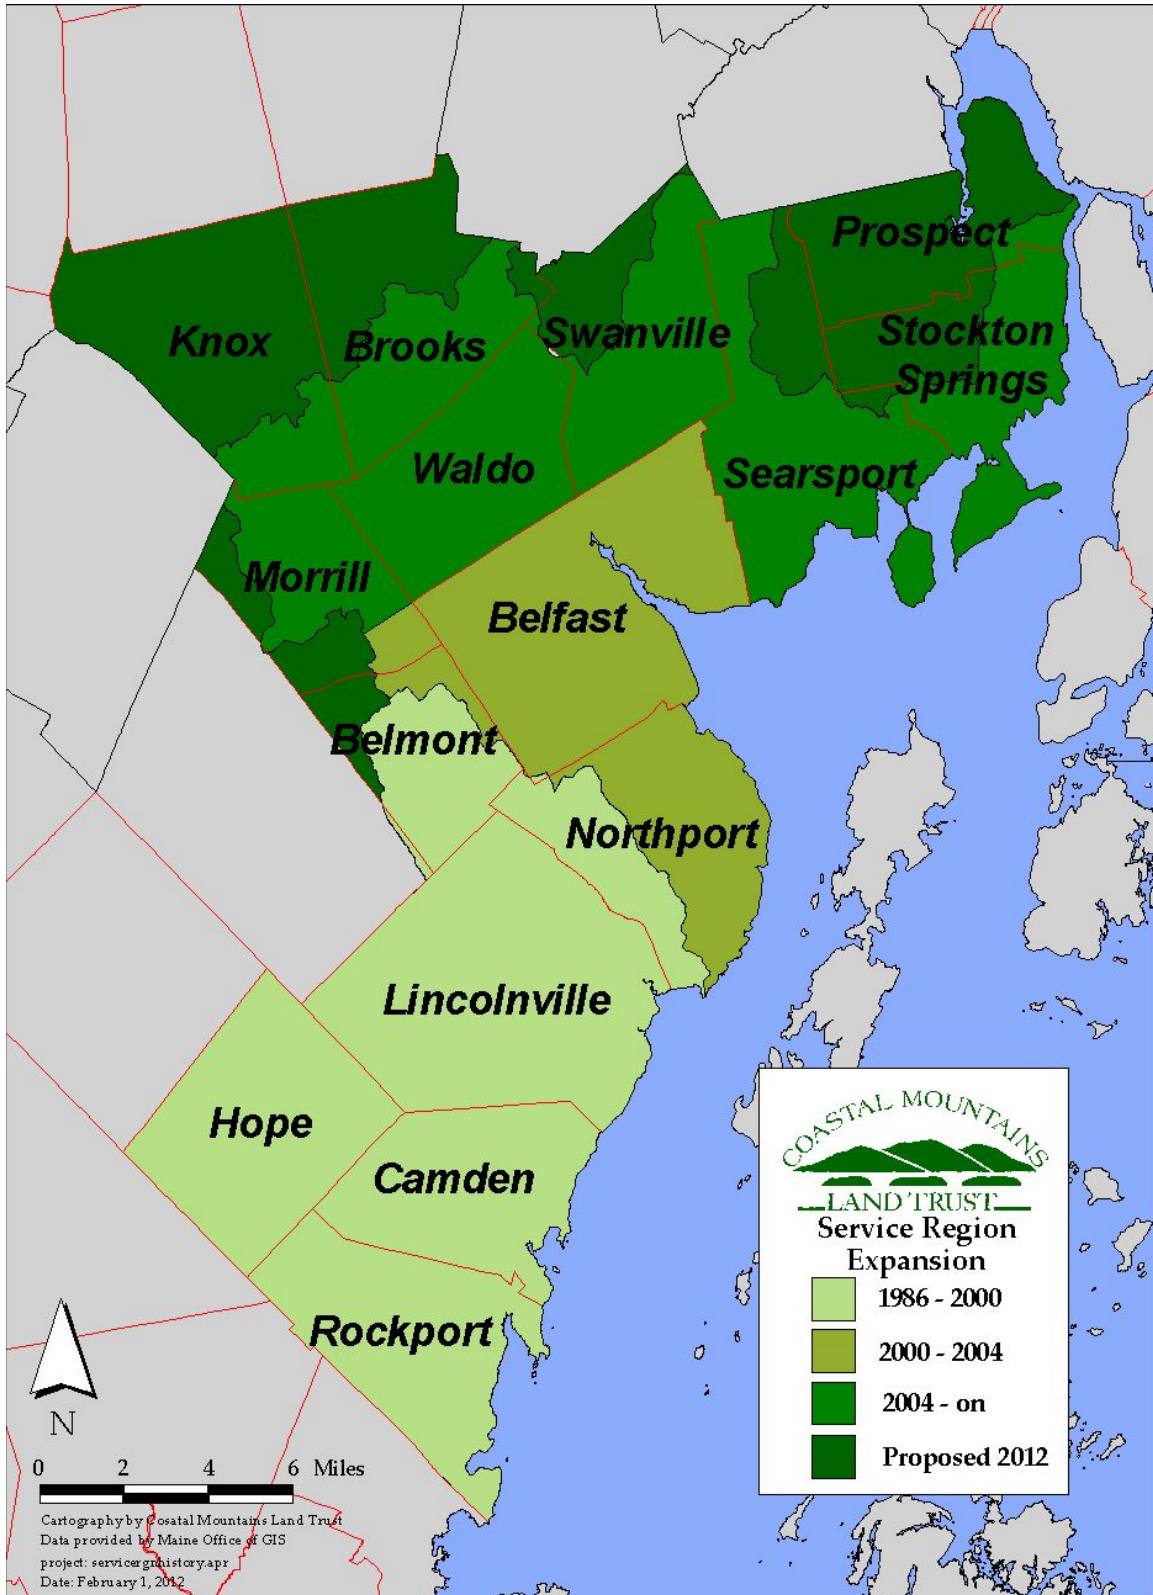 Prospect
Knox
Brooks
Swanville
Stockton
Springs
Waldo
Searsport
Morrill
Belfast
Belmont
Northport
Lincolnville
Hope
Camden
Rockport
COASTAL MOUNTAINS
LAND TRUST
Service Region
Expansion
1986 - 2000
2000 - 2004
2004 - on
Proposed 2012
N
0 2 4 6 Miles
Cartography by Cosatal Mountains Land Trust
Data provided by Maine Office of GIS
project: servicergnhistory.apr
Date: February 1, 2012